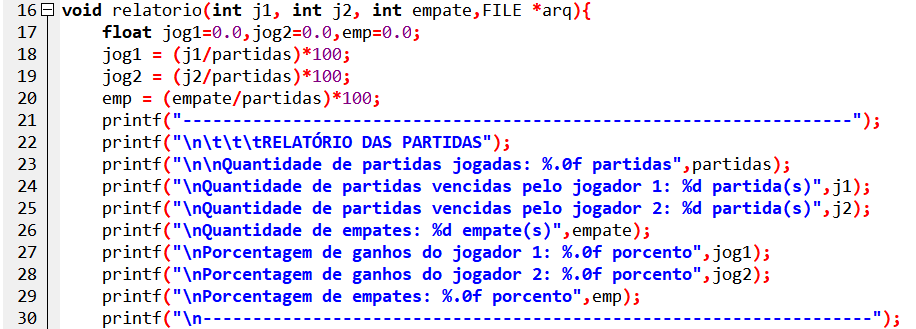 16 void relatorio(int j1, int j2, int empate,FILE *arq){
17 float jog1=0.0,jog2=0.0,emp=0.0;
18 jog1 = (j1/partidas)*100;
19 jog2 = (j2/partidas)*100;
20 emp = (empate/partidas)*100;
21 printf("-------------------------------------------------------------------");
22 printf("\n\t\t\tRELATÓRIO DAS PARTIDAS");
23 printf("\n\nQuantidade de partidas jogadas: %.0f partidas",partidas);
24 printf("\nQuantidade de partidas vencidas pelo jogador 1: %d partida(s)",j1);
25 printf("\nQuantidade de partidas vencidas pelo jogador 2: %d partida(s)",j2);
26 printf("\nQuantidade de empates: %d empate(s)",empate);
27 printf("\nPorcentagem de ganhos do jogador 1: %.0f porcento",jog1);
28 printf("\nPorcentagem de ganhos do jogador 2: %.0f porcento",jog2);
29 printf("\nPorcentagem de empates: %.0f porcento",emp);
30 printf("\n-------------------------------------------------------------------");